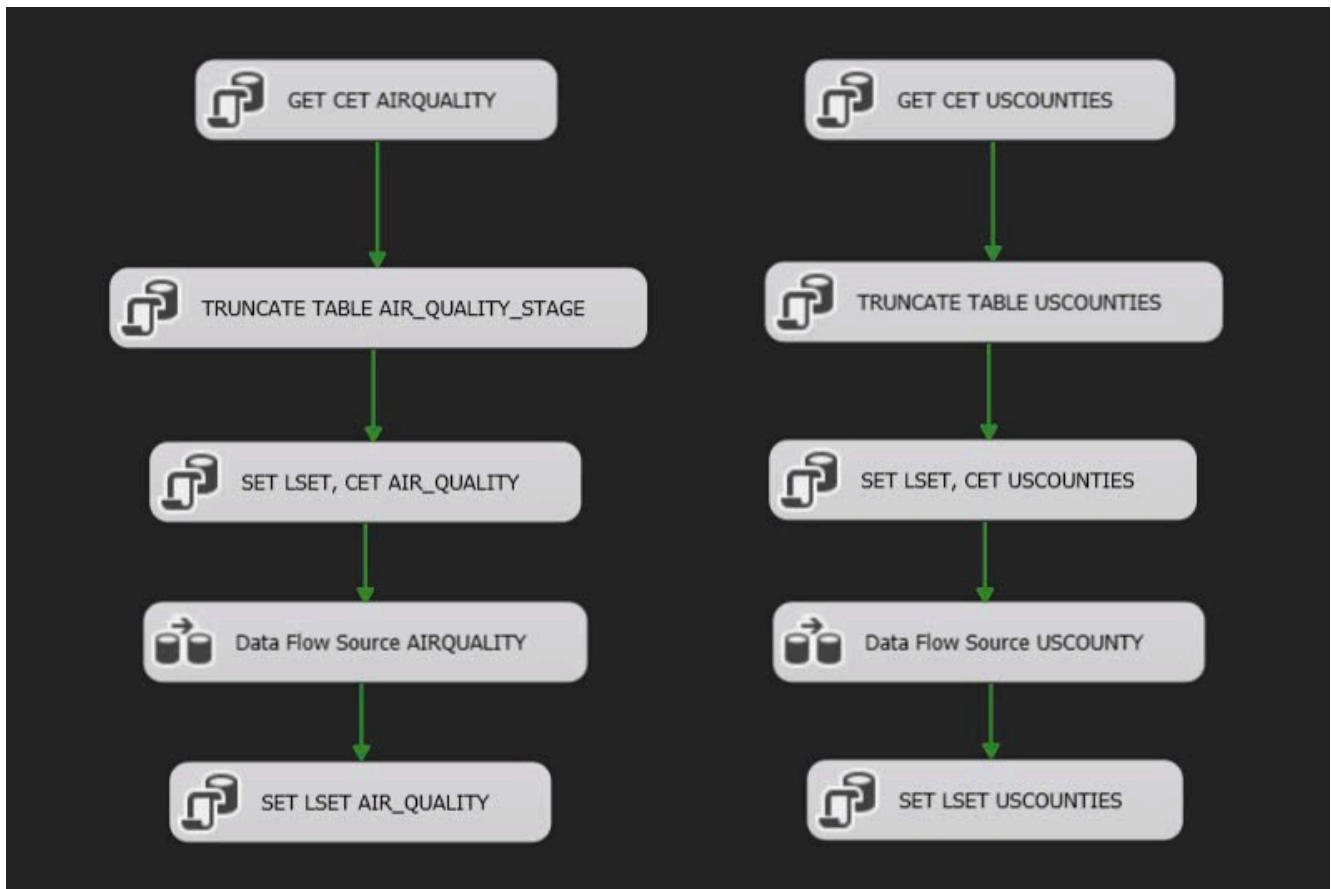 GET CET AIRQUALITY
TRUNCATE TABLE AIR_QUALITY_STAGE
SET LSET, CET AIR_QUALITY
Data Flow Source AIRQUALITY
SET LSET AIR_QUALITY
GET CET USCOUNTIES
TRUNCATE TABLE USCOUNTIES
SET LSET, CET USCOUNTIES
Data Flow Source USCOUNTY
SET LSET USCOUNTIES